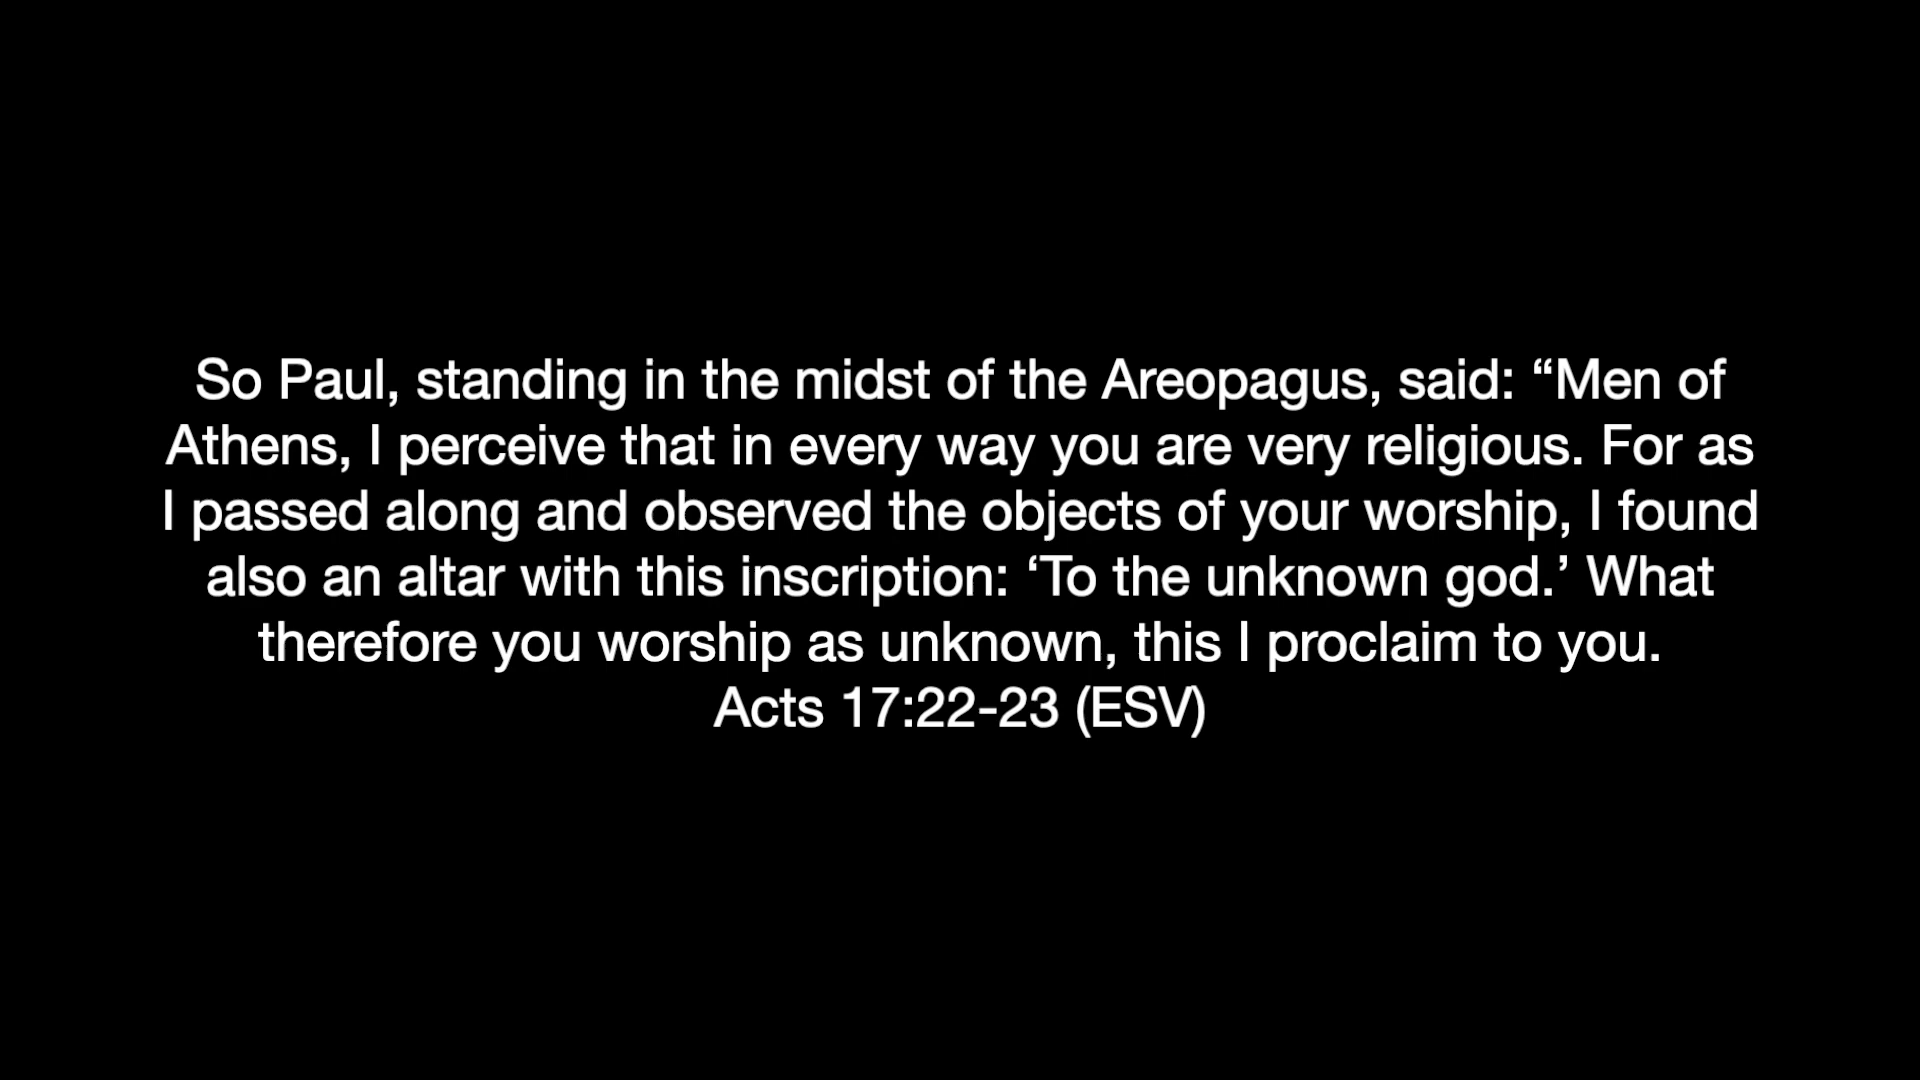 So Paul, standing in the midst of the Areopagus, said: “Men of
Athens, I perceive that in every way you are very religious. For as
I passed along and observed the objects of your worship, I found
also an altar with this inscription: ‘To the unknown god.’ What
therefore you worship as unknown, this I proclaim to you.
Acts 17:22-23 (ESV)